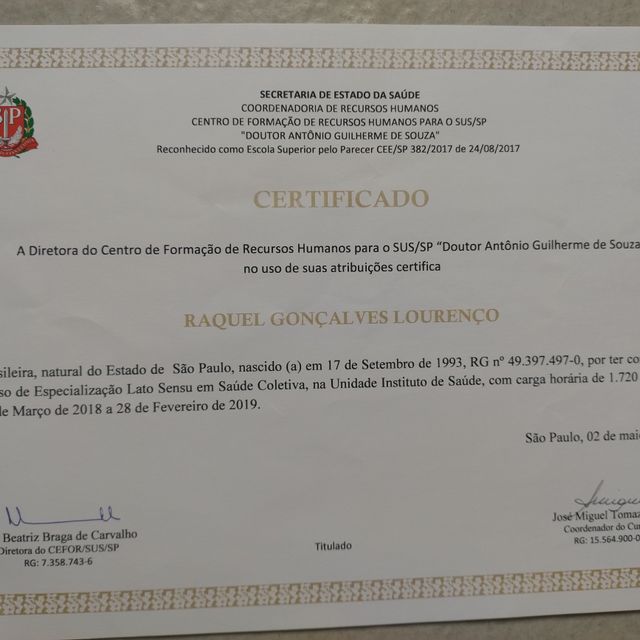 SECRETARIA DE ESTADO DA SAÚDE
COORDENADORIA DE RECURSOS HUMANOS
CENTRO DE FORMAÇÃO DE RECURSOS HUMANOS PARA O SUS/SP
"DOUTOR ANTÔNIO GUILHERME DE SOUZA"
Reconhecido como Escola Superior pelo Parecer CEE/SP 382/2017 de 24/08/2017
CERTIFICADO
A Diretora do Centro de Formação de Recursos Humanos para o SUS/SP “Doutor Antônio Guilherme de Souza
no uso de suas atribuições certifica
RAQUEL GONÇALVES LOURENÇO
sileira, natural do Estado de São Paulo, nascido (a) em 17 de Setembro de 1993, RG nº 49.397.497-0, por ter co
so de Especialização Lato Sensu em Saúde Coletiva, na Unidade Instituto de Saúde, com carga horária de 1.720
de Março de 2018 a 28 de Fevereiro de 2019.
São Paulo, 02 de maio
Beatriz Braga de Carvalho
Diretora do CEFOR/SUS/SP
RG: 7.358.743-6
Titulado
José Miguel Tomaz
Coordenador do Cur
RG: 15.564.900-0